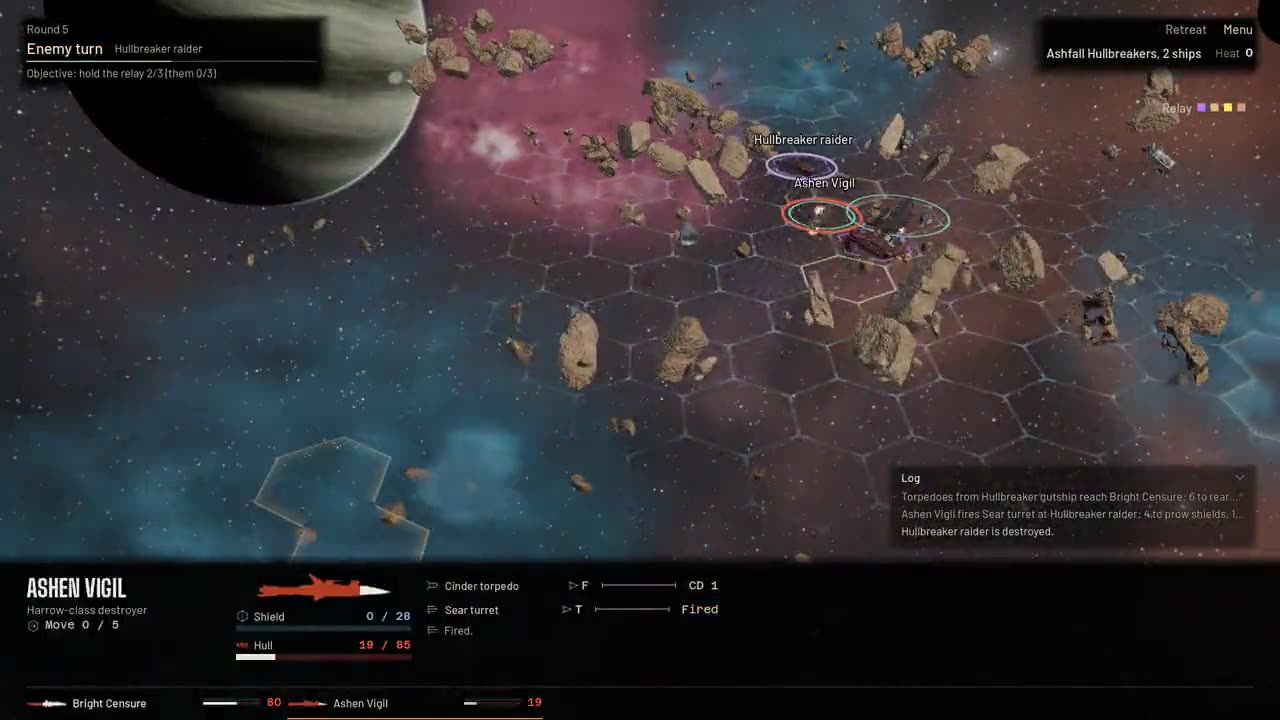 Round 5
Enemy turn Hullbreaker raider
Objective: hold the relay 2/3 (them 0/3)
Retreat Menu
Ashfall Hullbreakers, 2 ships Heat 0
Relay
Hullbreaker raider
Ashen Vigil
Log
Torpedoes from Hullbreaker gutship reach Bright Censure: 6 to rear...
Ashen Vigil fires Sear turret at Hullbreaker raider: 4 to prow shields, 1...
Hullbreaker raider is destroyed.
ASHEN VIGIL
Harrow-class destroyer
Move 0 / 5
Shield 0 / 28
Hull 19 / 85
Cinder torpedo F CD 1
Sear turret T Fired
Fired.
Bright Censure 80 Ashen Vigil 19